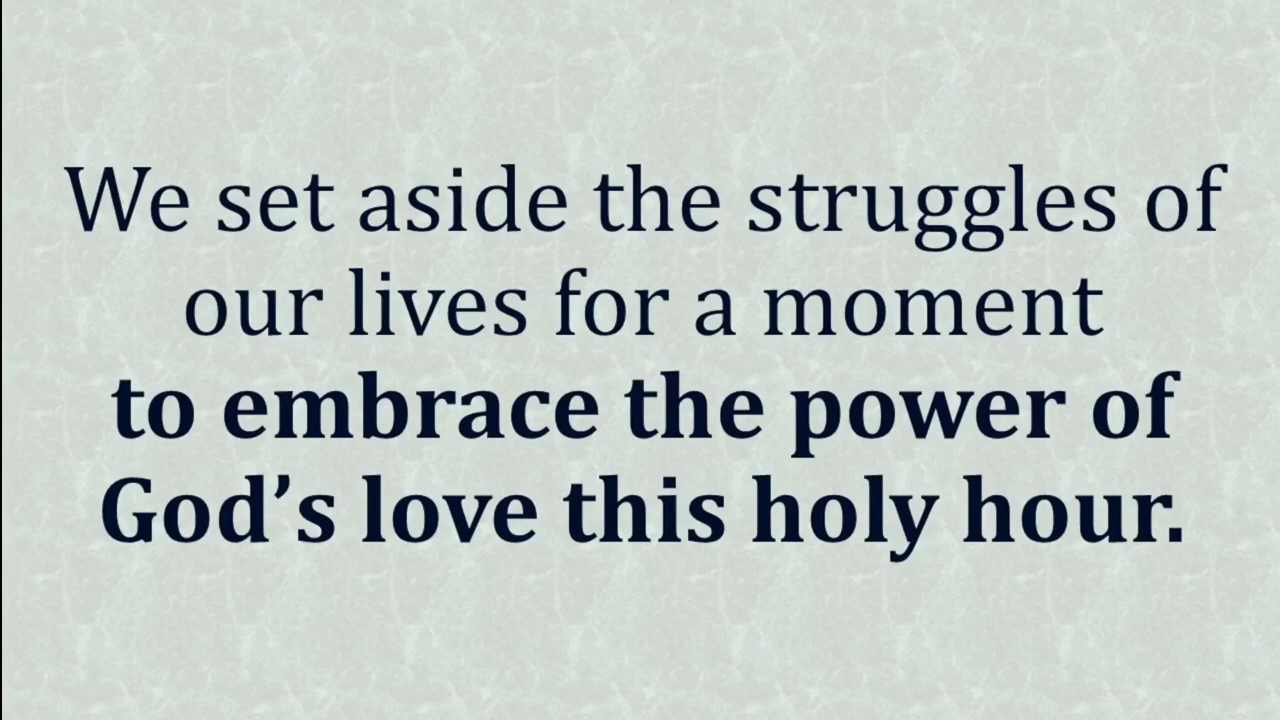 We set aside the struggles of
our lives for a moment
to embrace the power of
God’s love this holy hour.